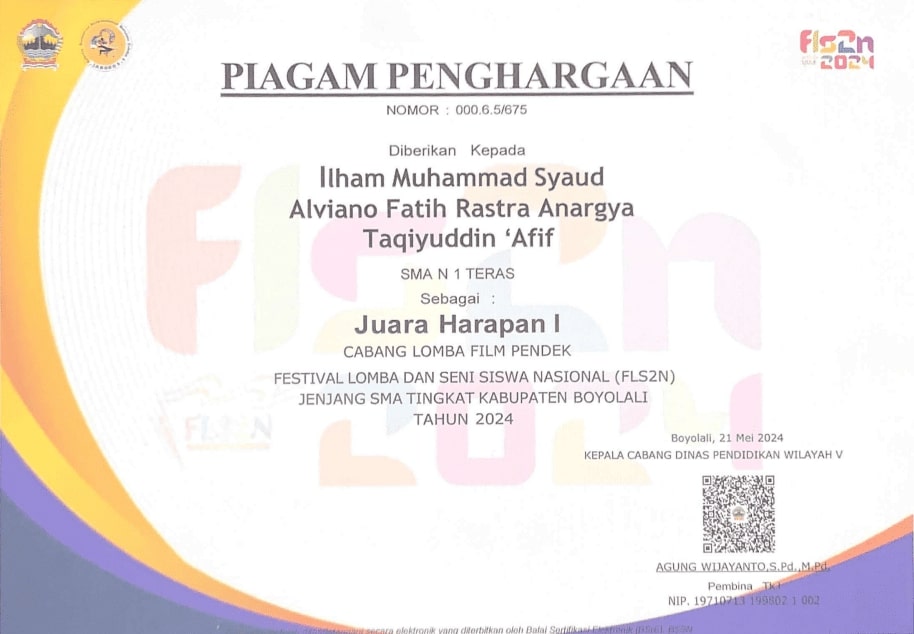 fls2n
2024
PIAGAM PENGHARGAAN
NOMOR : 000.6.5/675
Diberikan Kepada
Ilham Muhammad Syaud
Alviano Fatih Rastra Anargya
Taqiyuddin ‘Afif
SMA N 1 TERAS
Sebagai :
Juara Harapan I
CABANG LOMBA FILM PENDEK
FESTIVAL LOMBA DAN SENI SISWA NASIONAL (FLS2N)
JENJANG SMA TINGKAT KABUPATEN BOYOLALI
TAHUN 2024
Boyolali, 21 Mei 2024
KEPALA CABANG DINAS PENDIDIKAN WILAYAH V
AGUNG WIJAYANTO,S.Pd.,M.Pd.
Pembina Tk I
NIP. 19710713 199802 1 002
secara elektronik yang diterbitkan oleh Balai Sertifikasi Elektronik (BSrE) BSSN